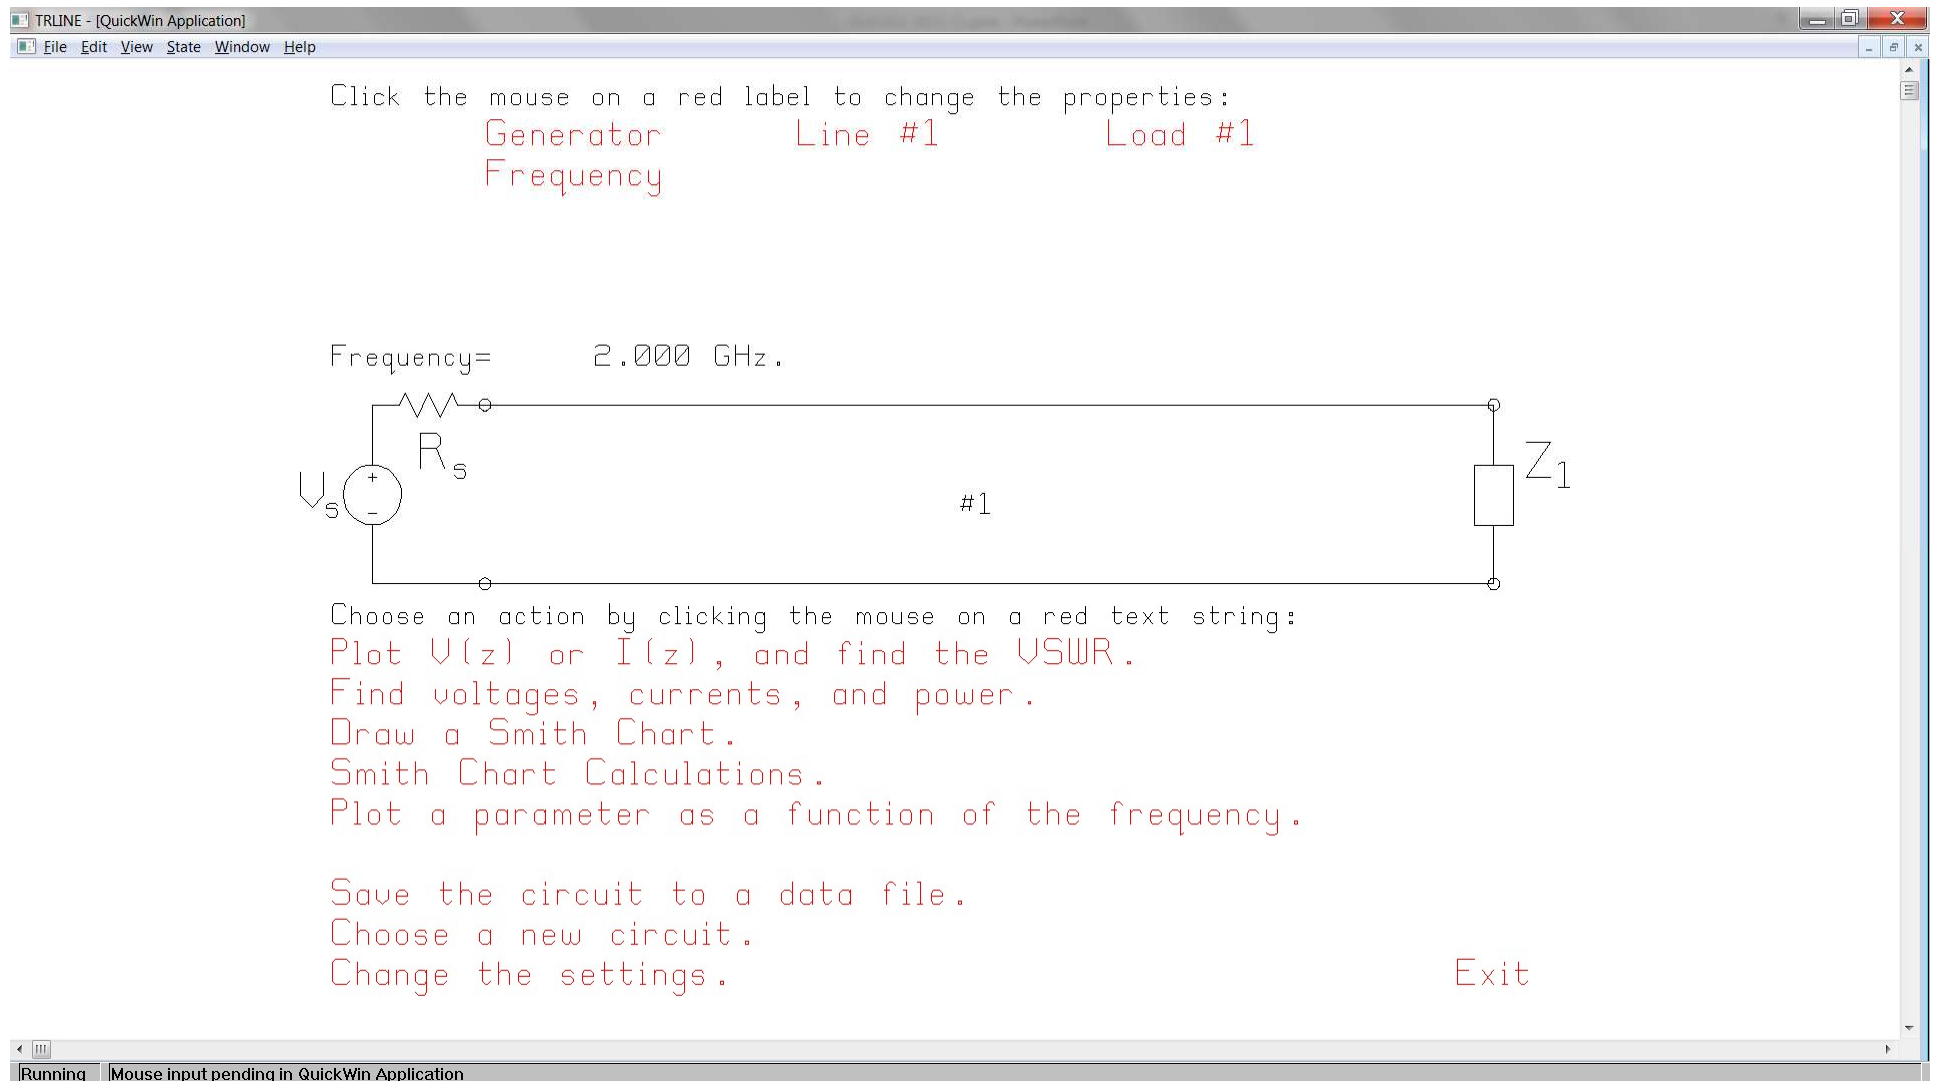 TRLINE - [QuickWin Application]
File Edit View State Window Help
Click the mouse on a red label to change the properties:
Generator Line #1 Load #1
Frequency
Frequency= 2.000 GHz.
Rs
Vs
+
-
#1
Z1
Choose an action by clicking the mouse on a red text string:
Plot V(z) or I(z), and find the VSWR.
Find voltages, currents, and power.
Draw a Smith Chart.
Smith Chart Calculations.
Plot a parameter as a function of the frequency.
Save the circuit to a data file.
Choose a new circuit.
Change the settings. Exit
Running Mouse input pending in QuickWin Application